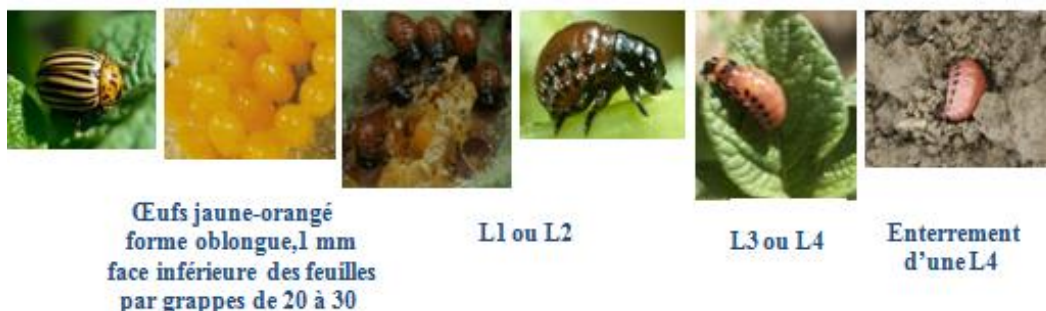 Œufs jaune-orangé
forme oblongue,1 mm
face inférieure des feuilles
par grappes de 20 à 30
L1 ou L2
L3 ou L4
Enterrement
d’une L4